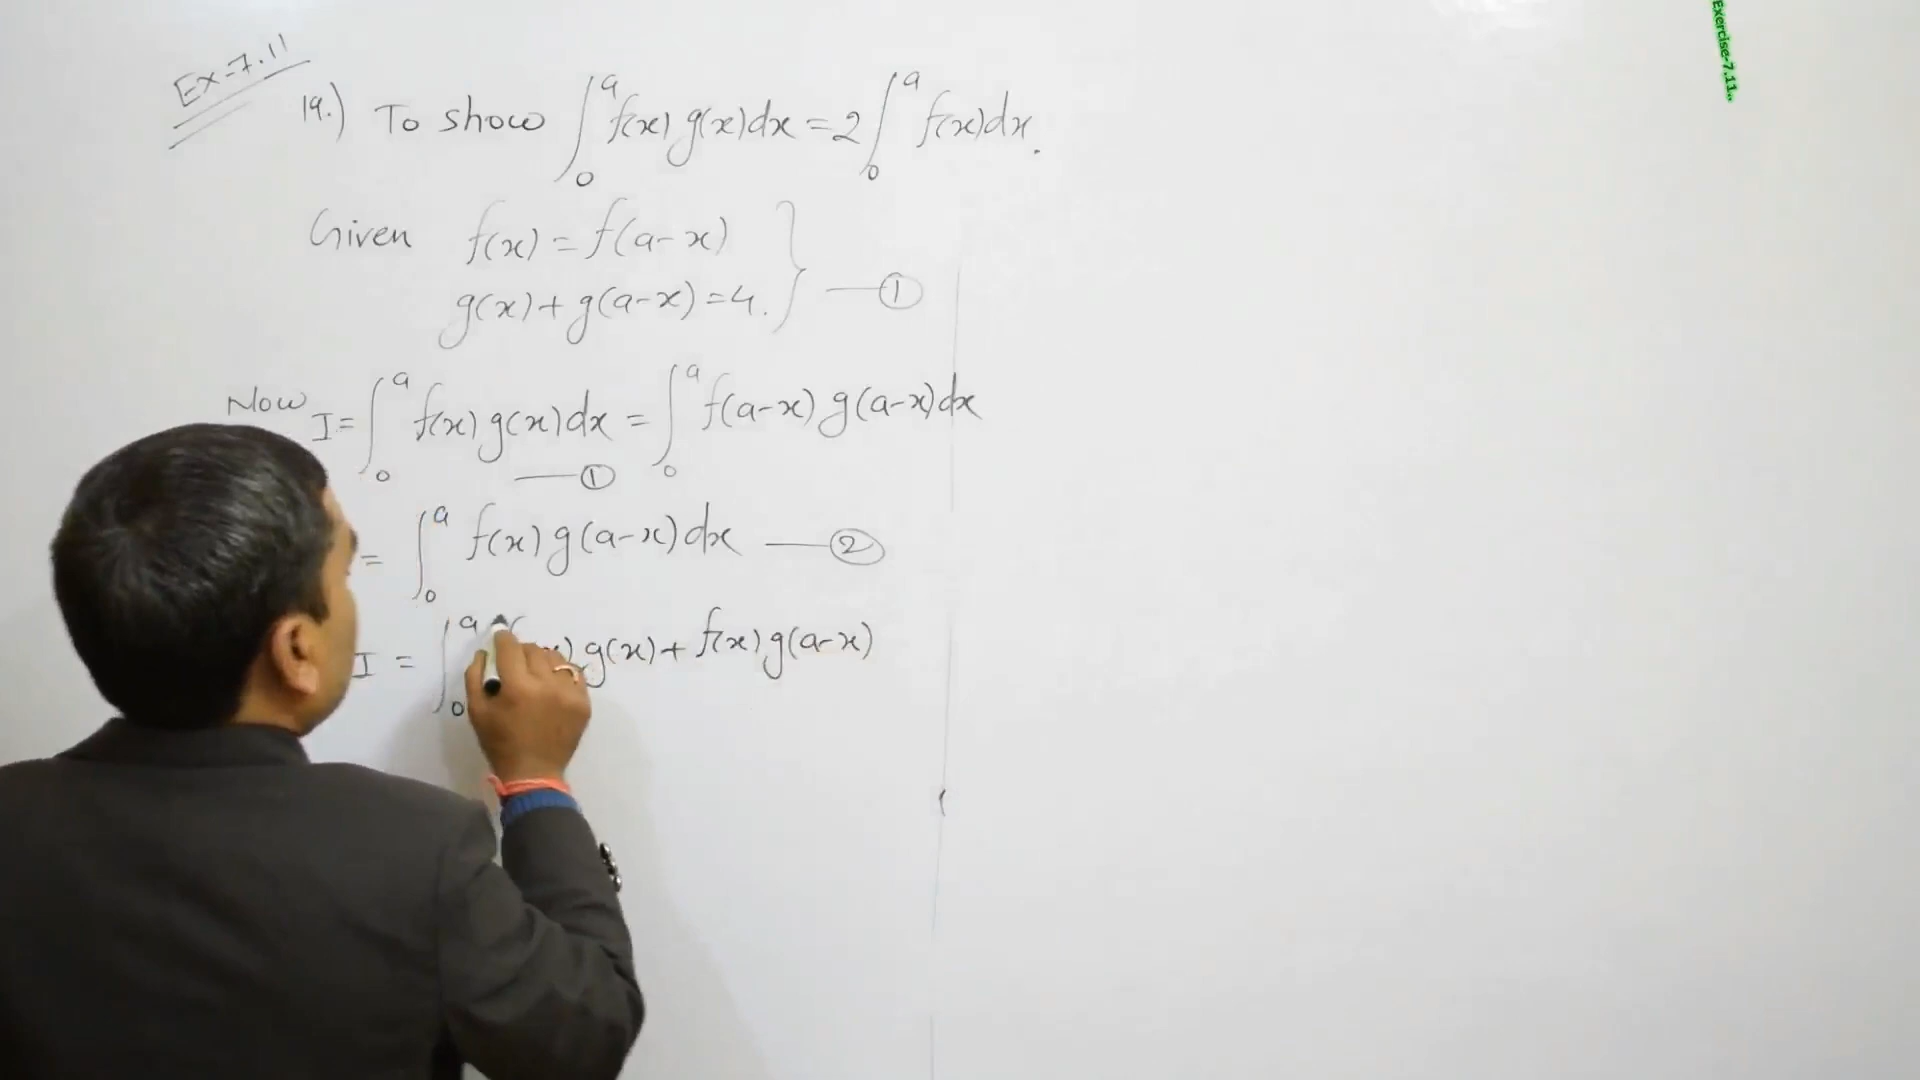 Ex-7.11
19.) To show ∫₀ᵃ f(x) g(x)dx = 2∫₀ᵃ f(x)dx.
Given f(x) = f(a-x)
g(x) + g(a-x) = 4. } —①
Now I = ∫₀ᵃ f(x) g(x) dx = ∫₀ᵃ f(a-x) g(a-x)dx
—①
= ∫₀ᵃ f(x) g(a-x) dx —②
I = ∫₀ᵃ g(x) + f(x) g(a-x)
Exercise-7.11..